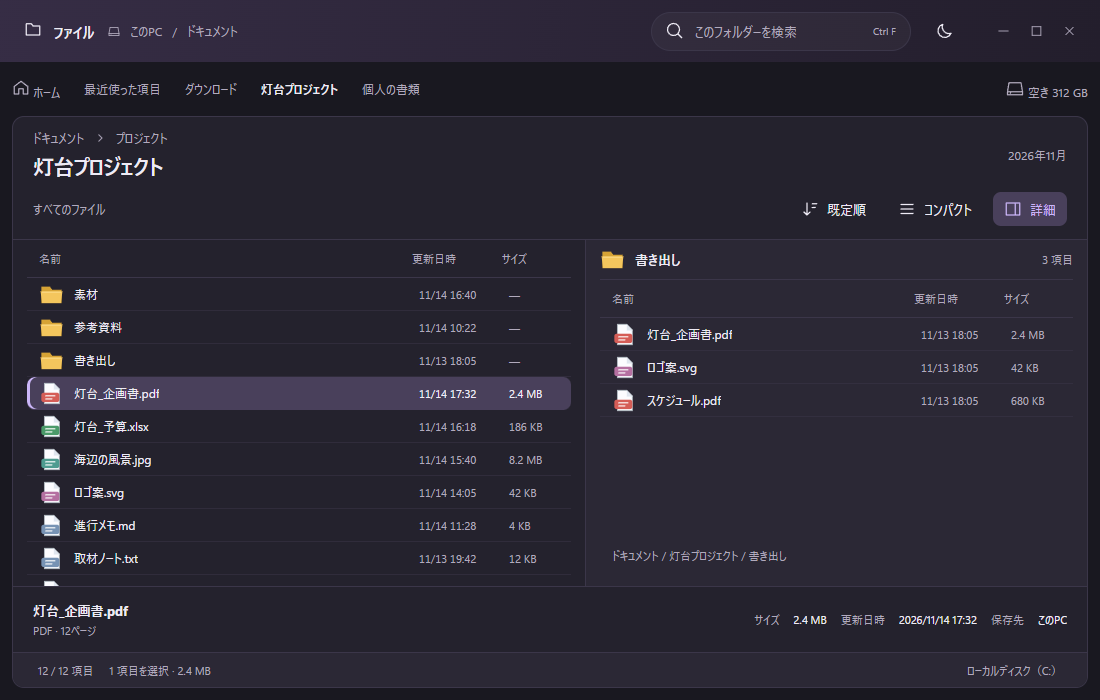 ファイル このPC / ドキュメント このフォルダーを検索 Ctrl F
ホーム 最近使った項目 ダウンロード 灯台プロジェクト 個人の書類 空き 312 GB
ドキュメント > プロジェクト
灯台プロジェクト
2026年11月
すべてのファイル 既定順 コンパクト 詳細
名前 更新日時 サイズ
素材 11/14 16:40 —
参考資料 11/14 10:22 —
書き出し 11/13 18:05 —
灯台_企画書.pdf 11/14 17:32 2.4 MB
灯台_予算.xlsx 11/14 16:18 186 KB
海辺の風景.jpg 11/14 15:40 8.2 MB
ロゴ案.svg 11/14 14:05 42 KB
進行メモ.md 11/14 11:28 4 KB
取材ノート.txt 11/13 19:42 12 KB
書き出し 3 項目
名前 更新日時 サイズ
灯台_企画書.pdf 11/13 18:05 2.4 MB
ロゴ案.svg 11/13 18:05 42 KB
スケジュール.pdf 11/13 18:05 680 KB
ドキュメント / 灯台プロジェクト / 書き出し
灯台_企画書.pdf
PDF · 12ページ
サイズ 2.4 MB 更新日時 2026/11/14 17:32 保存先 このPC
12 / 12 項目 1 項目を選択 · 2.4 MB ローカルディスク (C:)